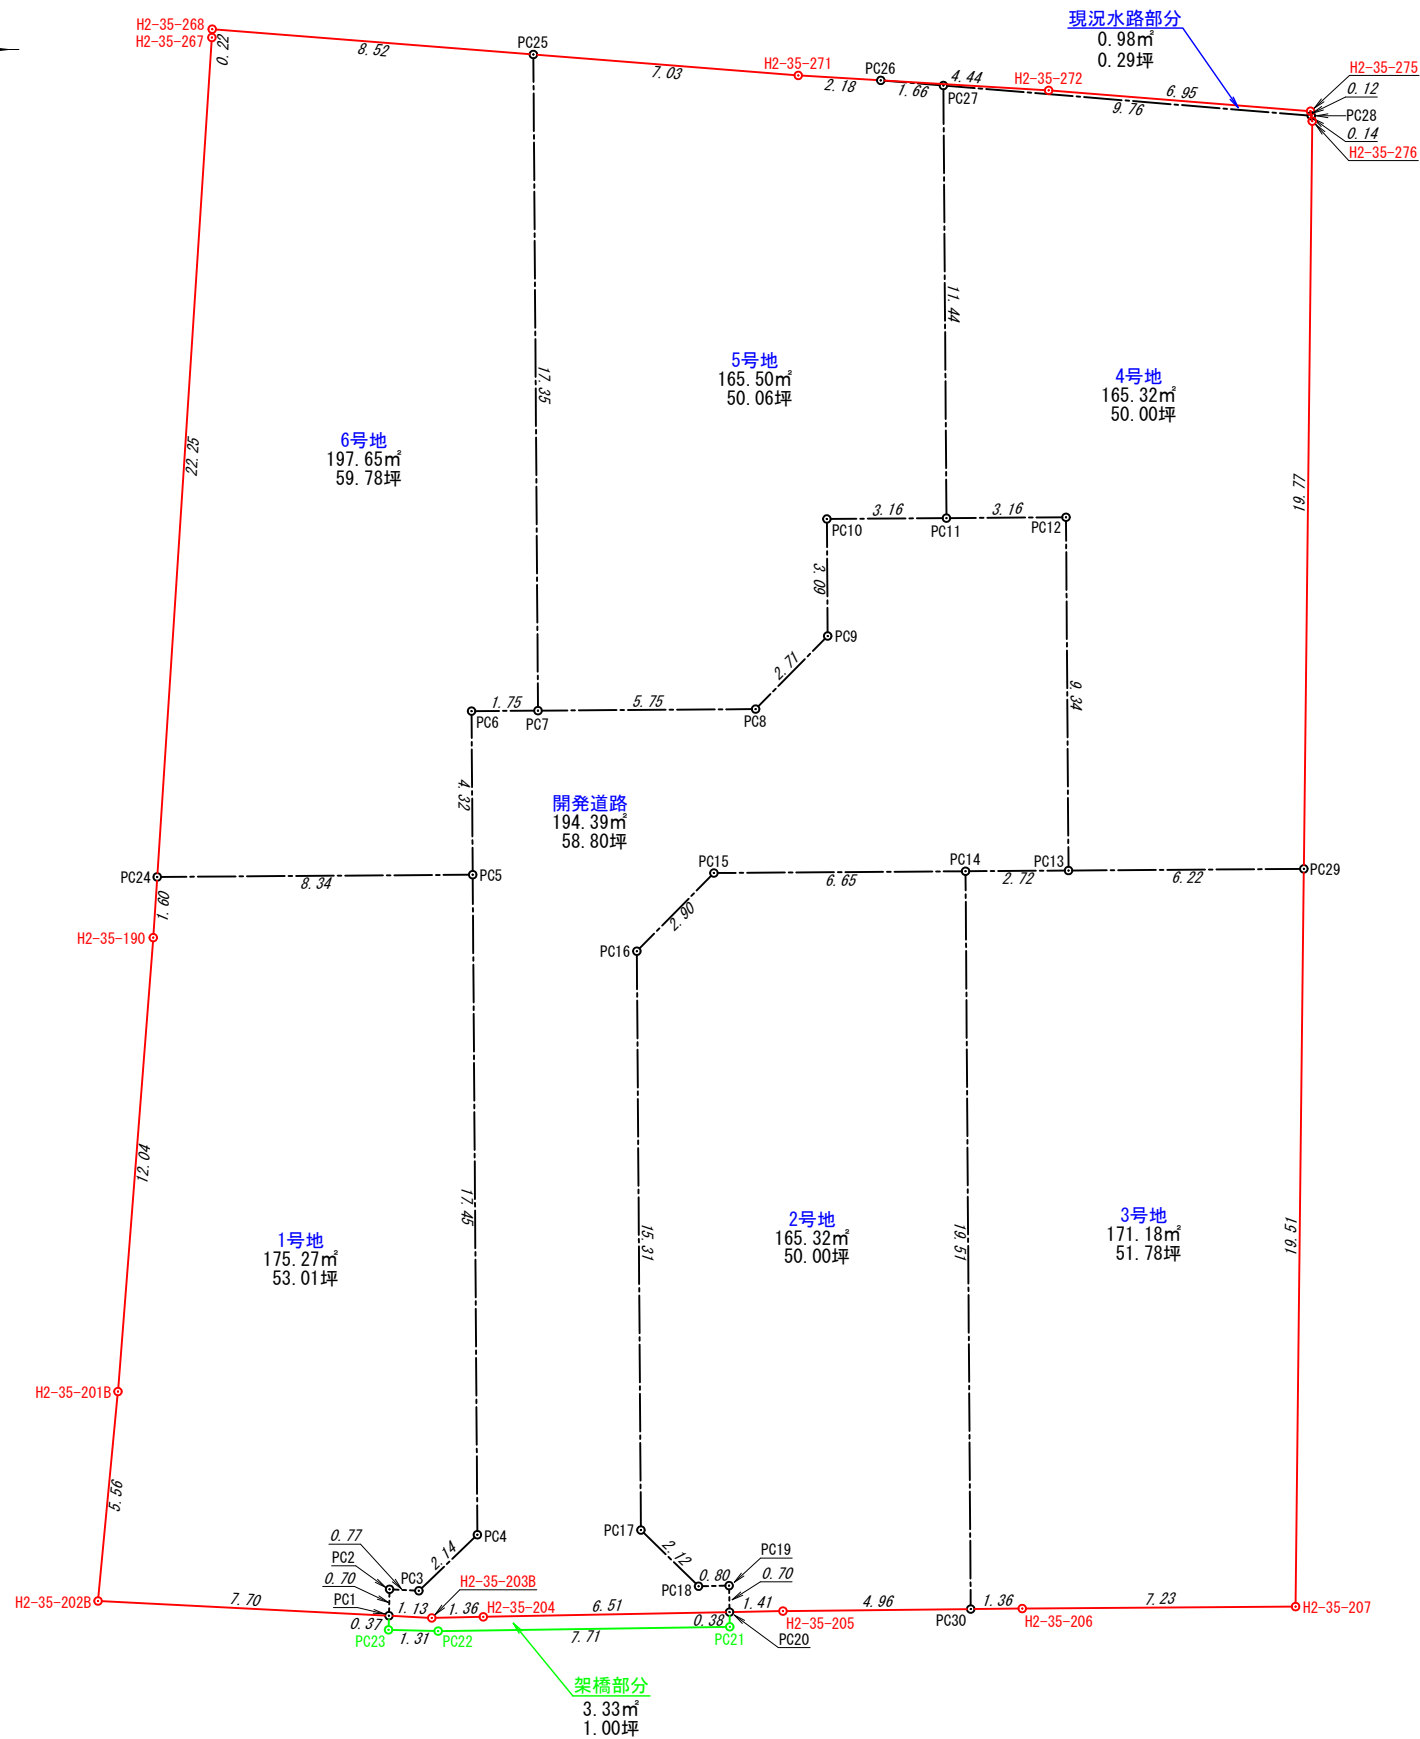 H2-35-268
H2-35-267
0.22
8.52
PC25
7.03
H2-35-271
2.18
PC26
1.66
4.44
PC27
H2-35-272
現況水路部分
0.98㎡
0.29坪
6.95
9.76
H2-35-275
0.12
PC28
0.14
H2-35-276
11.44
17.35
22.25
5号地
165.50㎡
50.06坪
4号地
165.32㎡
50.00坪
6号地
197.65㎡
59.78坪
19.77
3.16
3.16
PC10
PC11
PC12
3.09
PC9
2.71
9.34
1.75
5.75
PC6
PC7
PC8
4.32
開発道路
194.39㎡
58.80坪
PC24
8.34
PC5
PC15
6.65
PC14
2.72
PC13
6.22
PC29
1.60
H2-35-190
2.90
PC16
12.04
17.45
15.31
19.51
19.51
1号地
175.27㎡
53.01坪
2号地
165.32㎡
50.00坪
3号地
171.18㎡
51.78坪
H2-35-201B
5.56
0.77
PC2
0.70
PC1
PC3
2.14
PC4
PC17
2.12
PC18
0.80
PC19
0.70
H2-35-202B
7.70
1.13
H2-35-203B
1.36
H2-35-204
6.51
1.41
H2-35-205
4.96
PC30
1.36
H2-35-206
7.23
H2-35-207
0.37
PC23
1.31
PC22
7.71
0.38
PC21
PC20
架橋部分
3.33㎡
1.00坪